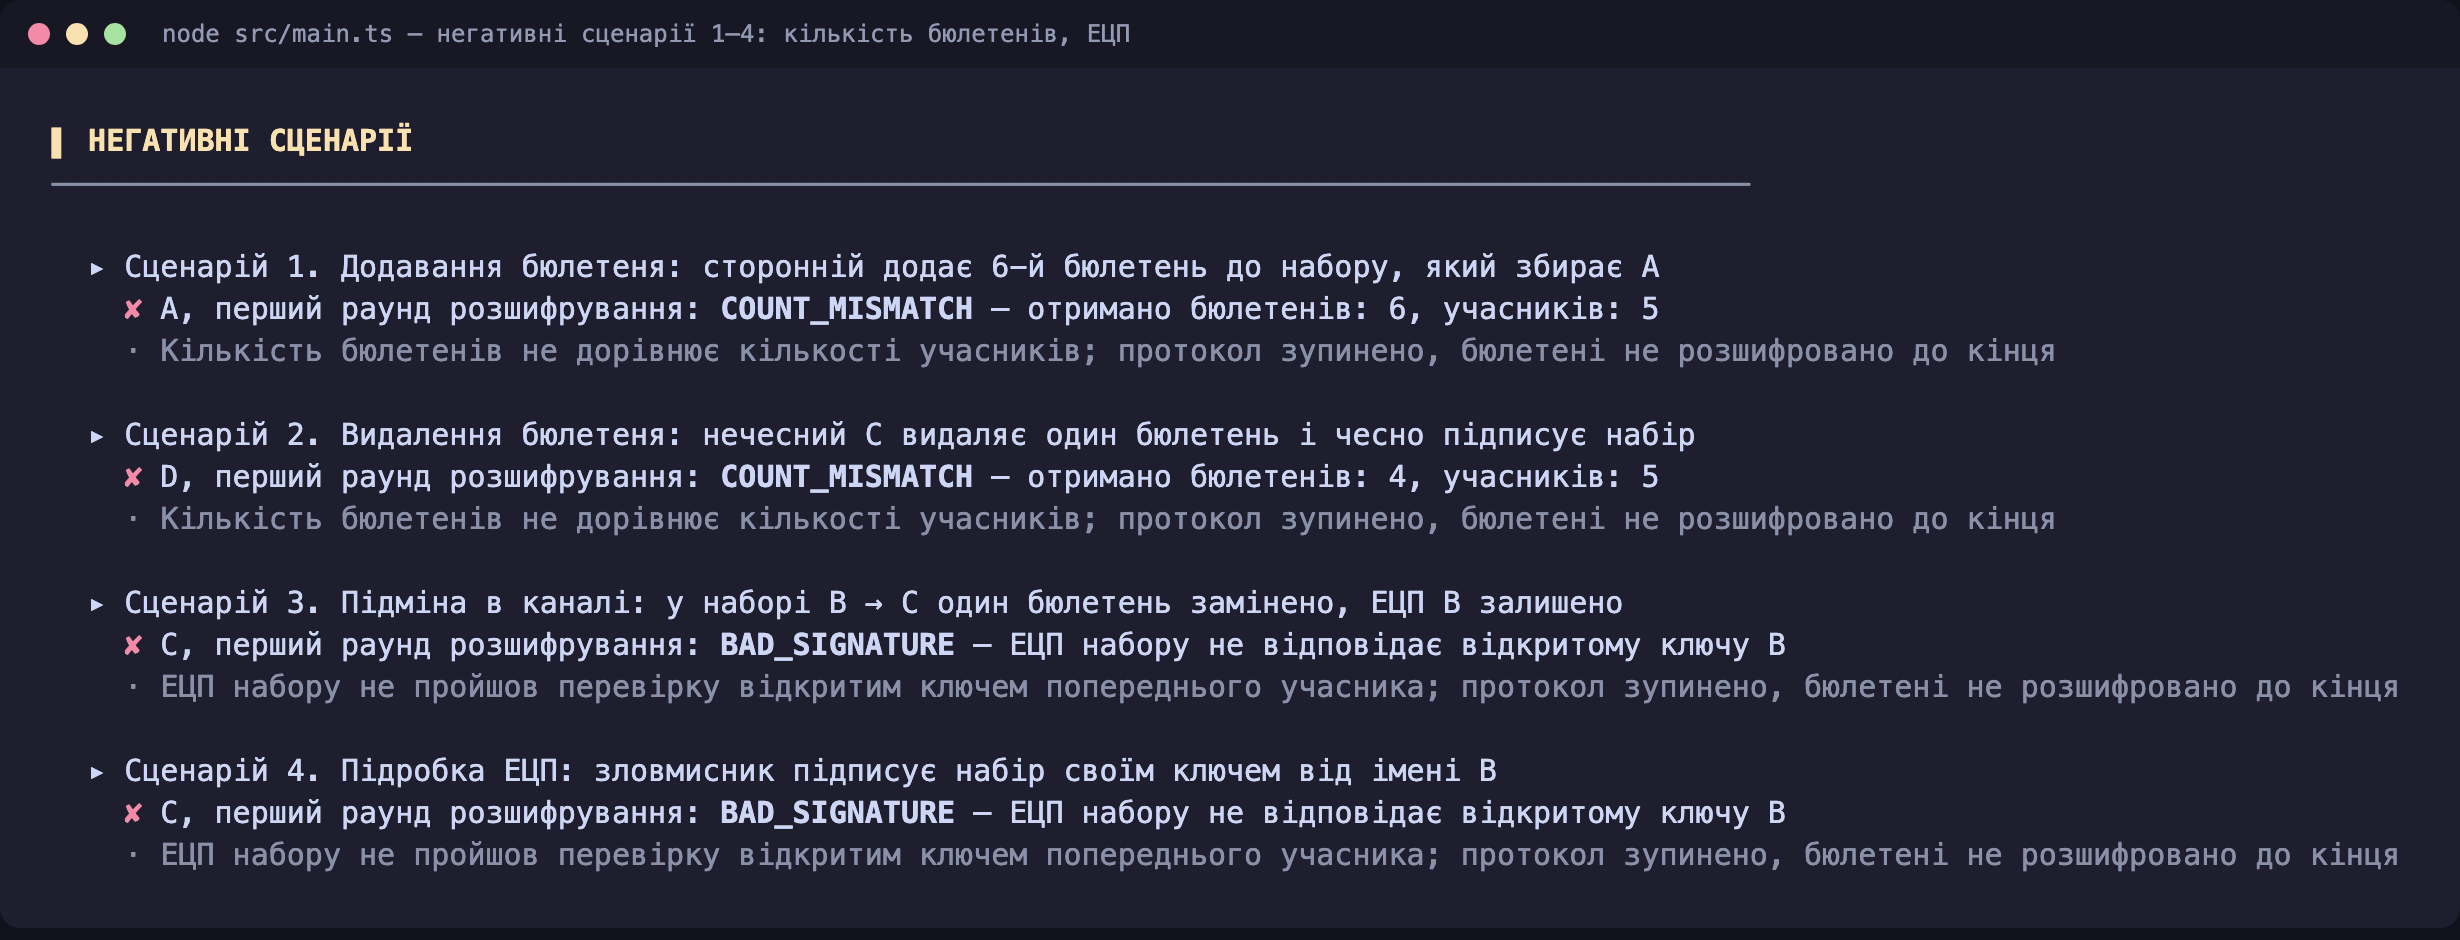 node src/main.ts — негативні сценарії 1–4: кількість бюлетенів, ЕЦП
НЕГАТИВНІ СЦЕНАРІЇ
▸ Сценарій 1. Додавання бюлетеня: сторонній додає 6-й бюлетень до набору, який збирає A
✘ A, перший раунд розшифрування: COUNT_MISMATCH — отримано бюлетенів: 6, учасників: 5
· Кількість бюлетенів не дорівнює кількості учасників; протокол зупинено, бюлетені не розшифровано до кінця
▸ Сценарій 2. Видалення бюлетеня: нечесний C видаляє один бюлетень і чесно підписує набір
✘ D, перший раунд розшифрування: COUNT_MISMATCH — отримано бюлетенів: 4, учасників: 5
· Кількість бюлетенів не дорівнює кількості учасників; протокол зупинено, бюлетені не розшифровано до кінця
▸ Сценарій 3. Підміна в каналі: у наборі B → C один бюлетень замінено, ЕЦП B залишено
✘ C, перший раунд розшифрування: BAD_SIGNATURE — ЕЦП набору не відповідає відкритому ключу B
· ЕЦП набору не пройшов перевірку відкритим ключем попереднього учасника; протокол зупинено, бюлетені не розшифровано до кінця
▸ Сценарій 4. Підробка ЕЦП: зловмисник підписує набір своїм ключем від імені B
✘ C, перший раунд розшифрування: BAD_SIGNATURE — ЕЦП набору не відповідає відкритому ключу B
· ЕЦП набору не пройшов перевірку відкритим ключем попереднього учасника; протокол зупинено, бюлетені не розшифровано до кінця